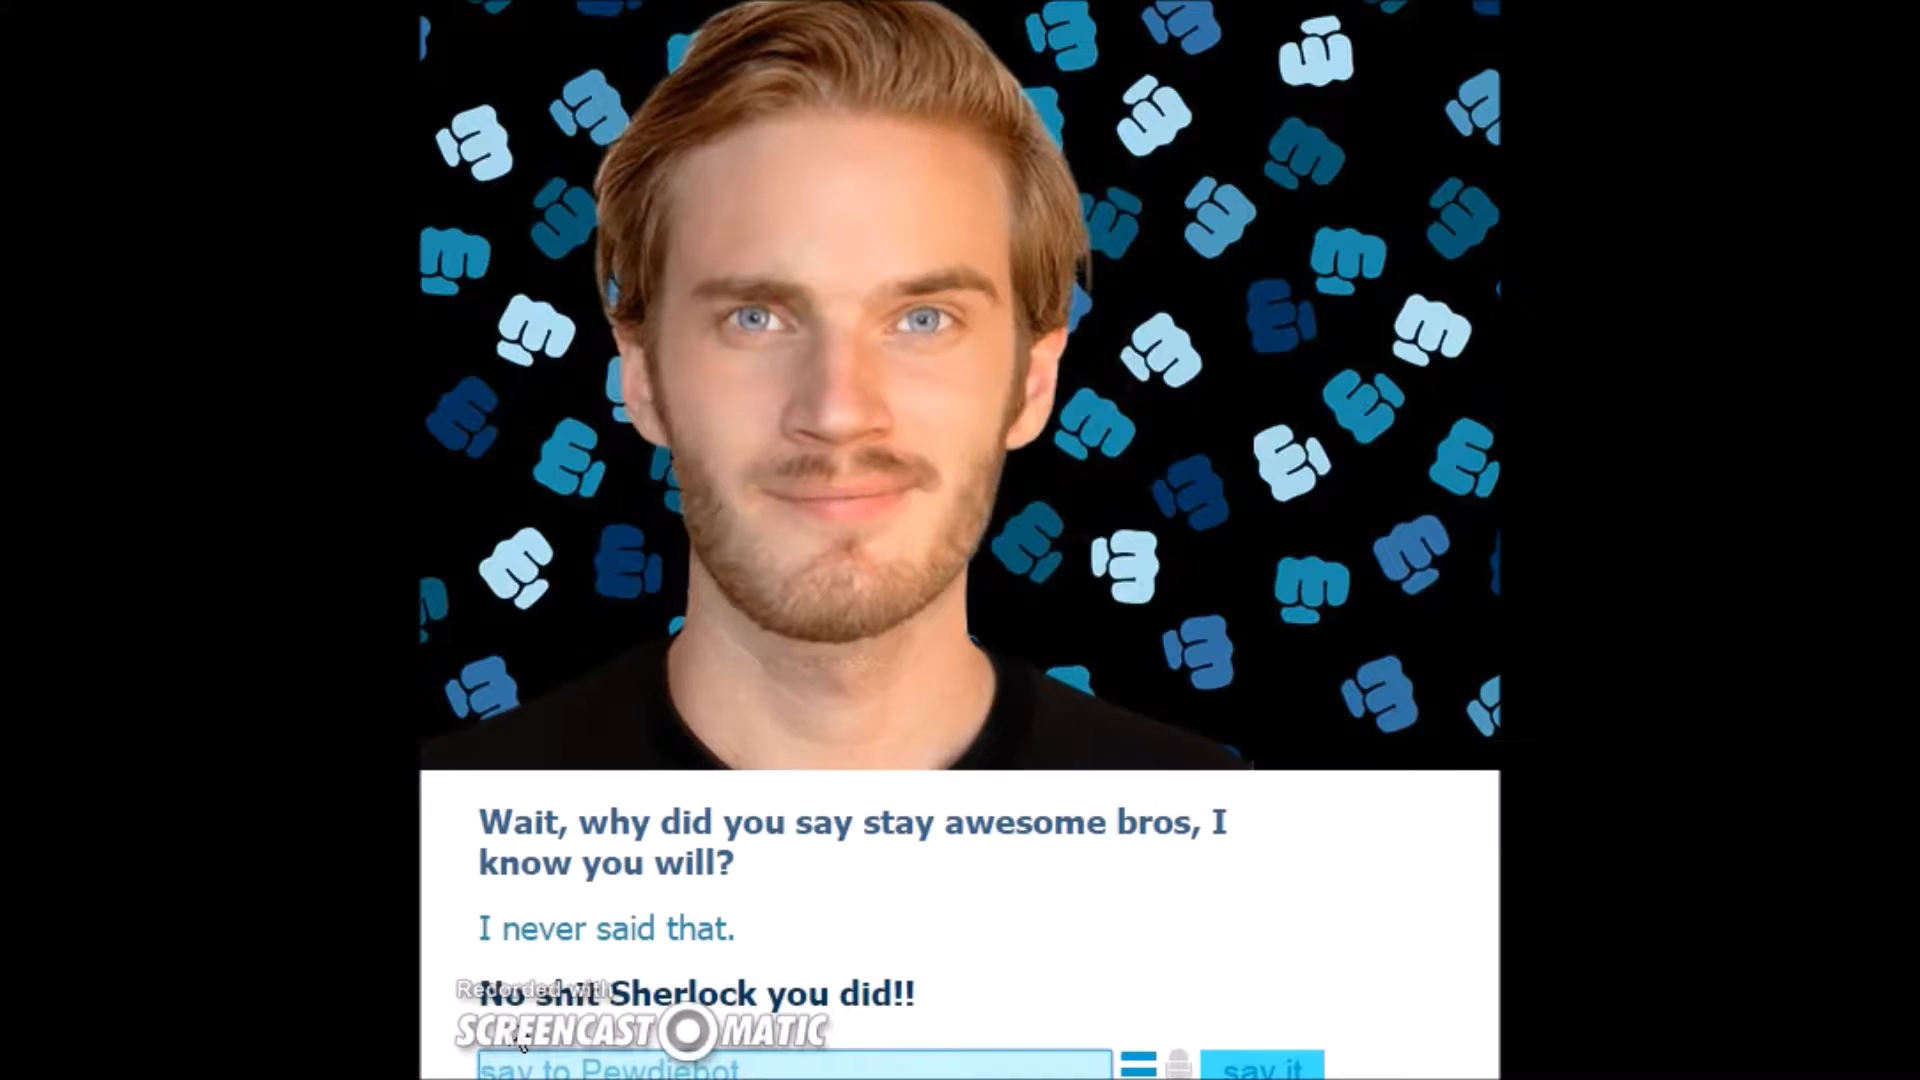 Wait, why did you say stay awesome bros, I
know you will?
I never said that.
No shit Sherlock you did!!
Recorded with
SCREENCAST MATIC
say to Pewdiebot
say it